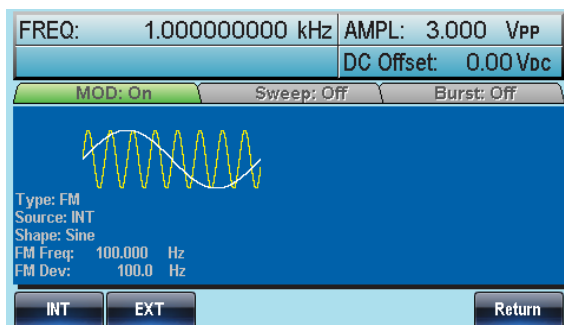 FREQ: 1.000000000 kHz AMPL: 3.000 VPP
DC Offset: 0.00 VDC
MOD: On Sweep: Off Burst: Off
Type: FM
Source: INT
Shape: Sine
FM Freq: 100.000 Hz
FM Dev: 100.0 Hz
INT EXT Return